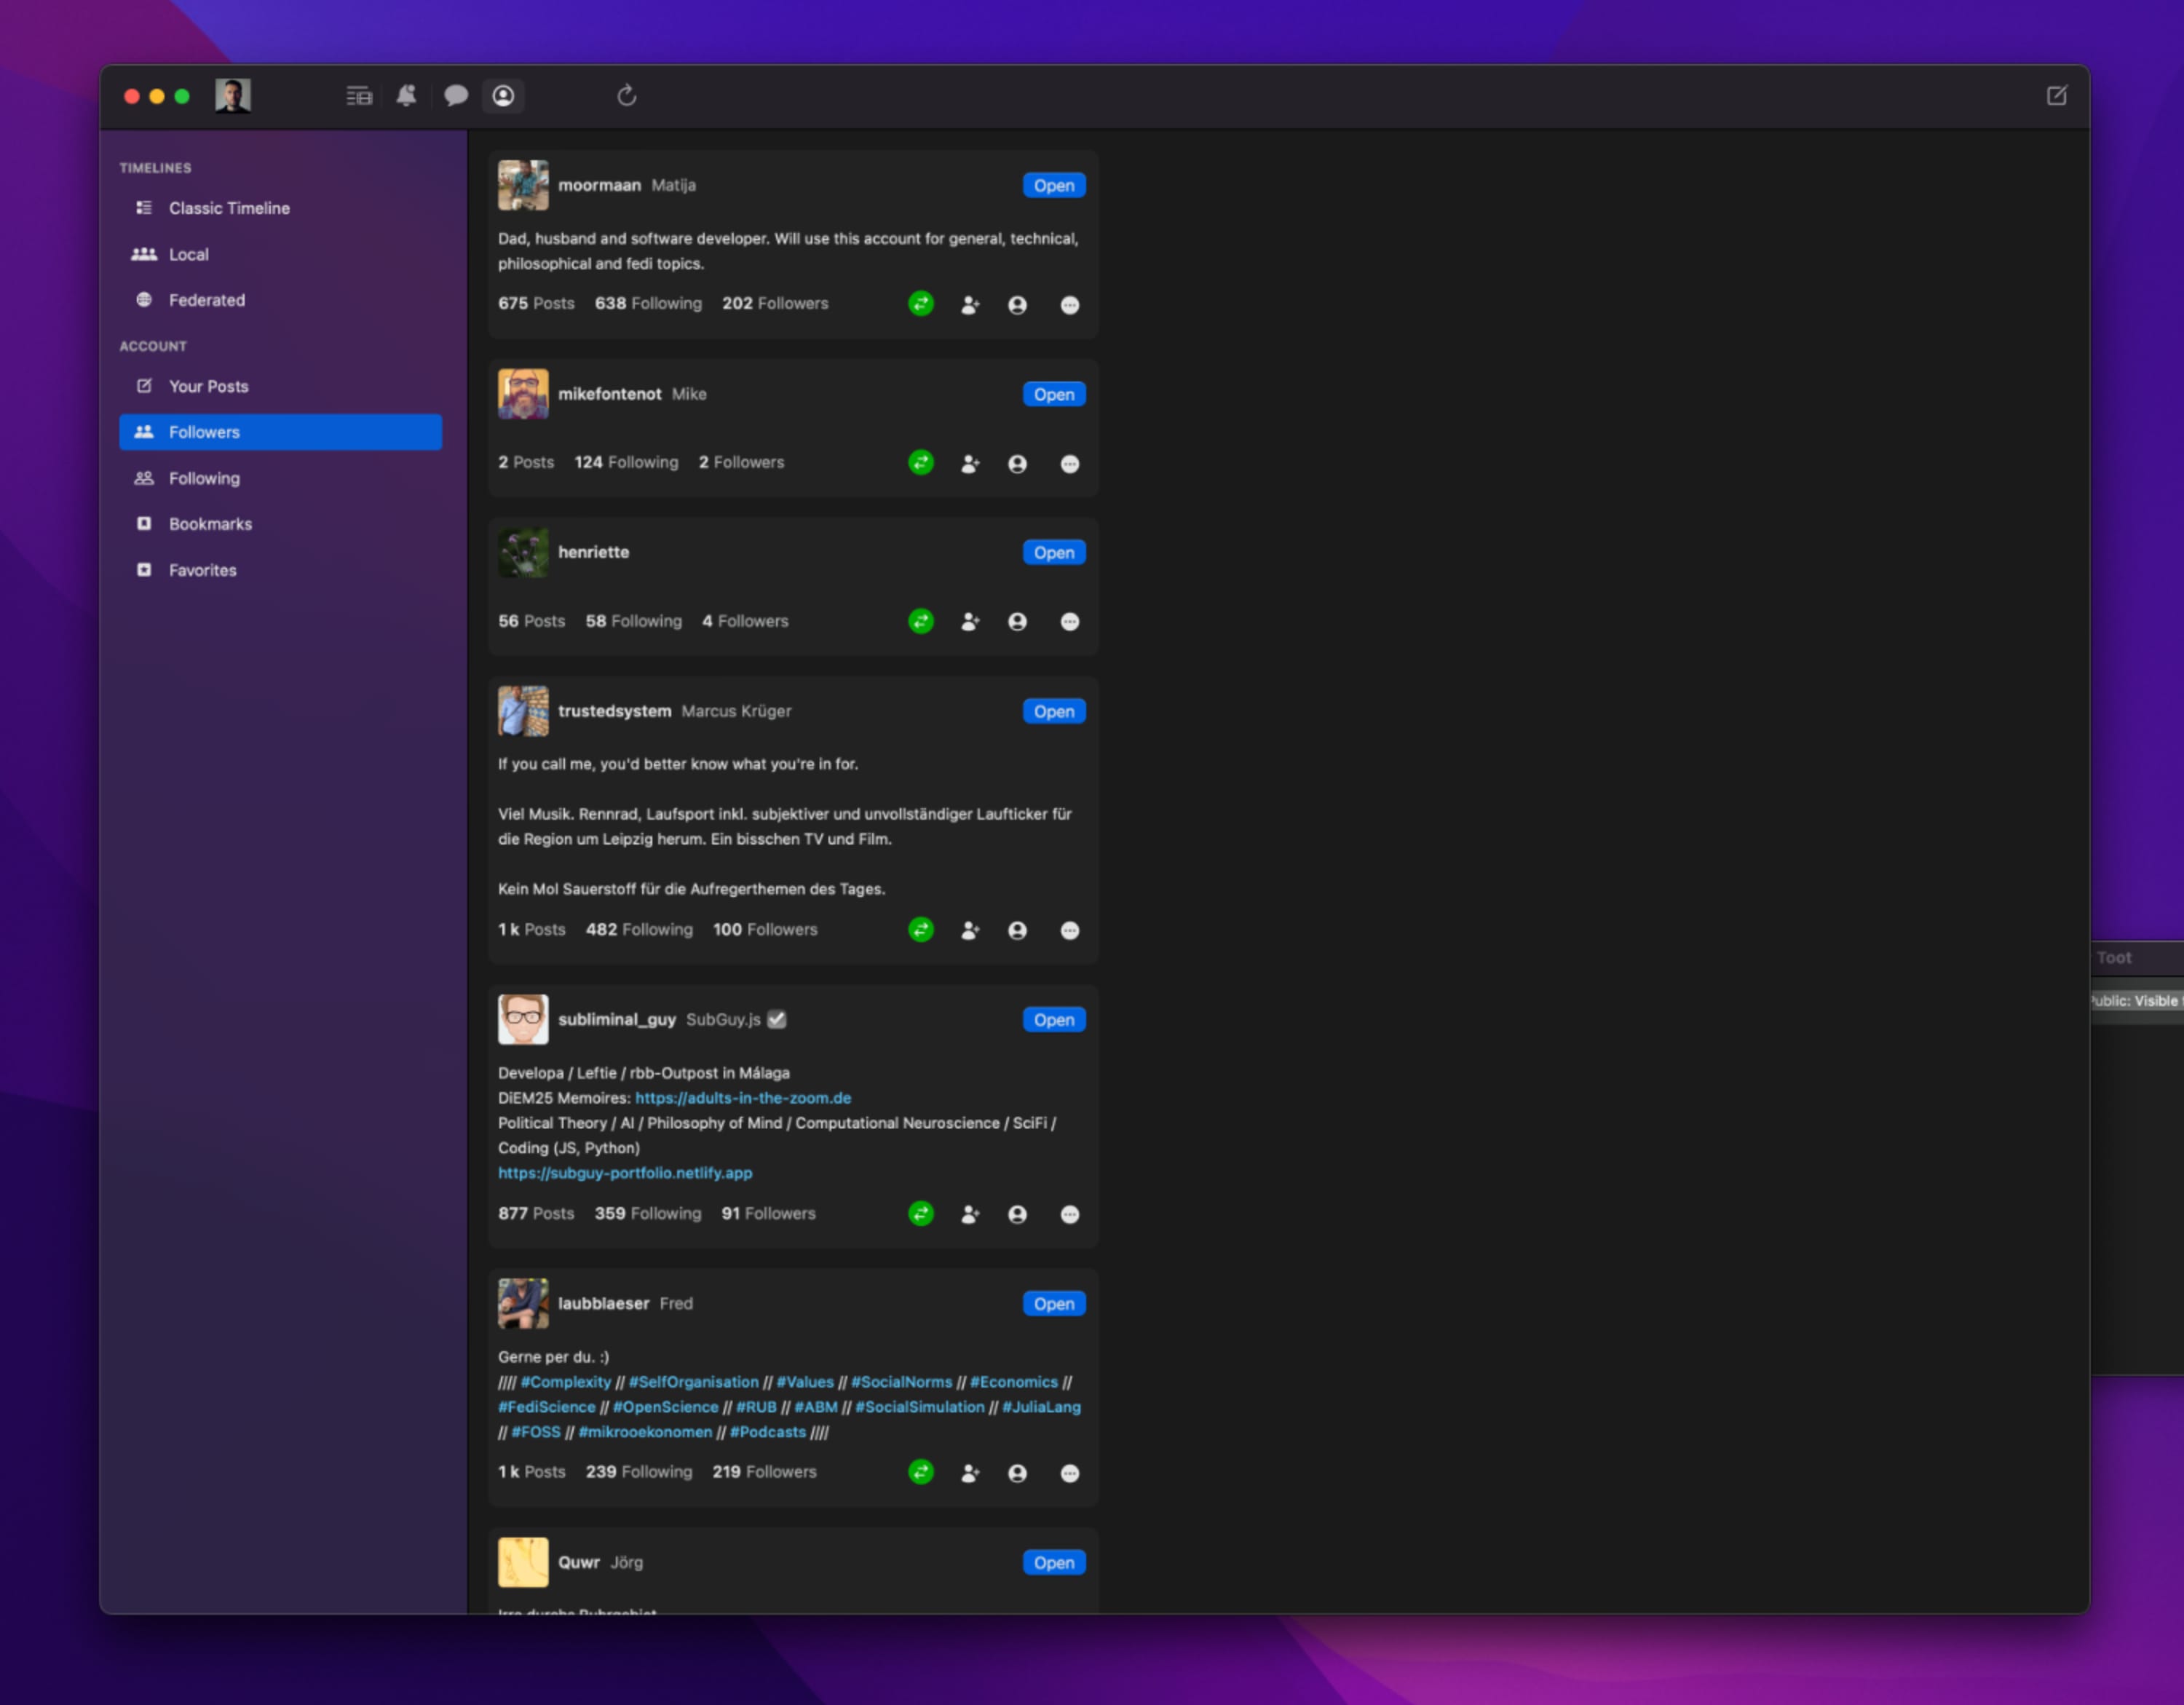 TIMELINES
Classic Timeline
Local
Federated
ACCOUNT
Your Posts
Followers
Following
Bookmarks
Favorites
moormaan Matija
Open
Dad, husband and software developer. Will use this account for general, technical,
philosophical and fedi topics.
675 Posts 638 Following 202 Followers
mikefontenot Mike
Open
2 Posts 124 Following 2 Followers
henriette
Open
56 Posts 58 Following 4 Followers
trustedsystem Marcus Krüger
Open
If you call me, you'd better know what you're in for.
Viel Musik. Rennrad, Laufsport inkl. subjektiver und unvollständiger Laufticker für
die Region um Leipzig herum. Ein bisschen TV und Film.
Kein Mol Sauerstoff für die Aufregerthemen des Tages.
1k Posts 482 Following 100 Followers
subliminal_guy SubGuy.js
Open
Developa / Leftie / rbb-Outpost in Málaga
DiEM25 Memoires: https://adults-in-the-zoom.de
Political Theory / AI / Philosophy of Mind / Computational Neuroscience / SciFi /
Coding (JS, Python)
https://subguy-portfolio.netlify.app
877 Posts 359 Following 91 Followers
laubblaeser Fred
Open
Gerne per du. :)
//// #Complexity // #SelfOrganisation // #Values // #SocialNorms // #Economics //
#FediScience // #OpenScience // #RUB // #ABM // #SocialSimulation // #JuliaLang
// #FOSS // #mikrooekonomen // #Podcasts ////
1k Posts 239 Following 219 Followers
Quwr Jörg
Open
Toot
Public: Visible